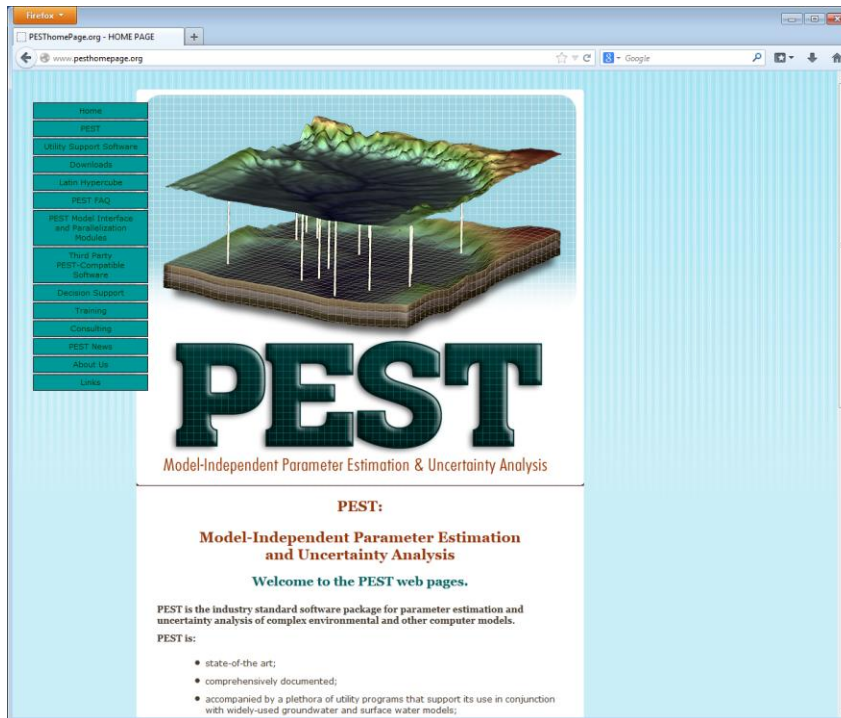 Firefox
PESThomePage.org - HOME PAGE
+
www.pesthomepage.org
Google
Home
PEST
Utility Support Software
Downloads
Latin Hypercube
PEST FAQ
PEST Model Interface
and Parallelization
Modules
Third Party
PEST-Compatible
Software
Decision Support
Training
Consulting
PEST News
About Us
Links
PEST
Model-Independent Parameter Estimation & Uncertainty Analysis
PEST:
Model-Independent Parameter Estimation
and Uncertainty Analysis
Welcome to the PEST web pages.
PEST is the industry standard software package for parameter estimation and
uncertainty analysis of complex environmental and other computer models.
PEST is:
• state-of-the art;
• comprehensively documented;
• accompanied by a plethora of utility programs that support its use in conjunction
with widely-used groundwater and surface water models;